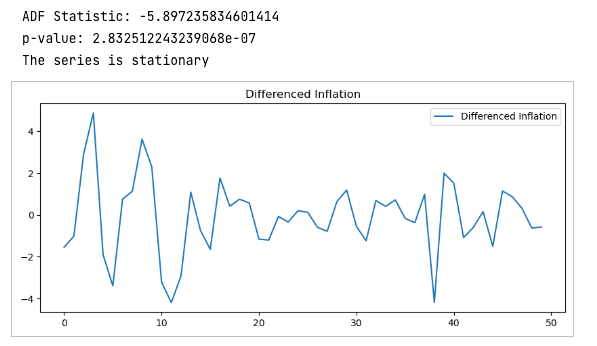 ADF Statistic: -5.897235834601414
p-value: 2.832512243239068e-07
The series is stationary
Differenced Inflation
Differenced Inflation
4
2
0
−2
−4
0 10 20 30 40 50